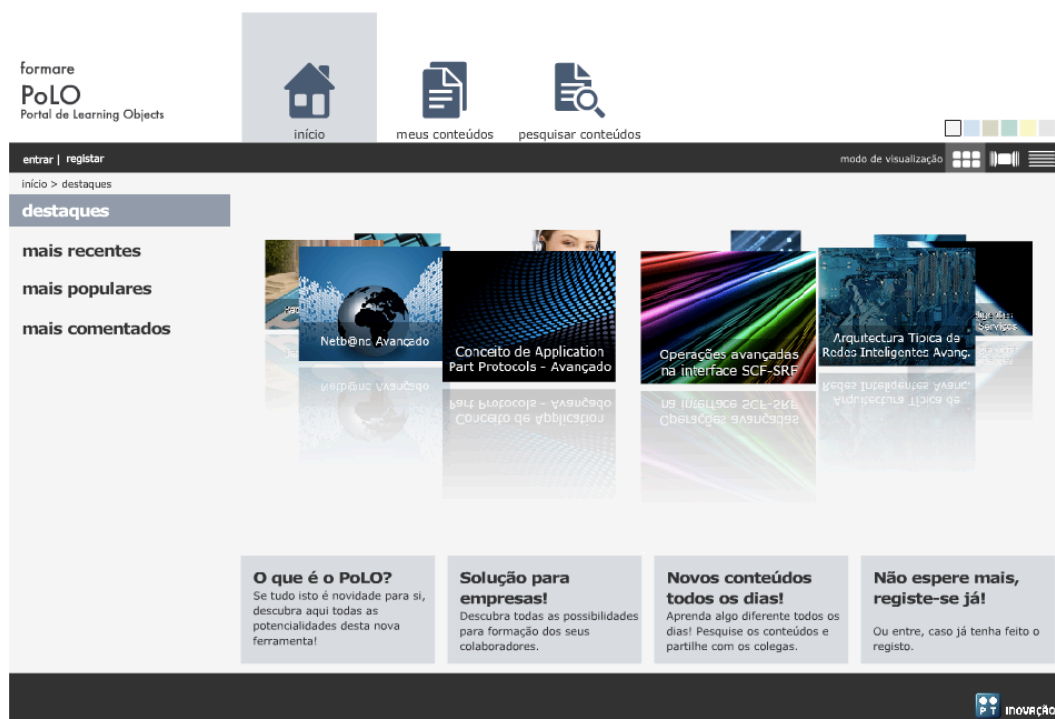 formare
PoLO
Portal de Learning Objects
início
meus conteúdos
pesquisar conteúdos
entrar | registar
modo de visualização
início > destaques
destaques
mais recentes
mais populares
mais comentados
Netb@nd Avançado
Conceito de Application
Part Protocols - Avançado
Operações avançadas
na interface SCF-SRF
Arquitectura Típica de
Redes Inteligentes Avanç.
Serviços
O que é o PoLO?
Se tudo isto é novidade para si,
descubra aqui todas as
potencialidades desta nova
ferramenta!
Solução para
empresas!
Descubra todas as possibilidades
para formação dos seus
colaboradores.
Novos conteúdos
todos os dias!
Aprenda algo diferente todos os
dias! Pesquise os conteúdos e
partilhe com os colegas.
Não espere mais,
registe-se já!
Ou entre, caso já tenha feito o
registo.
PT inovação